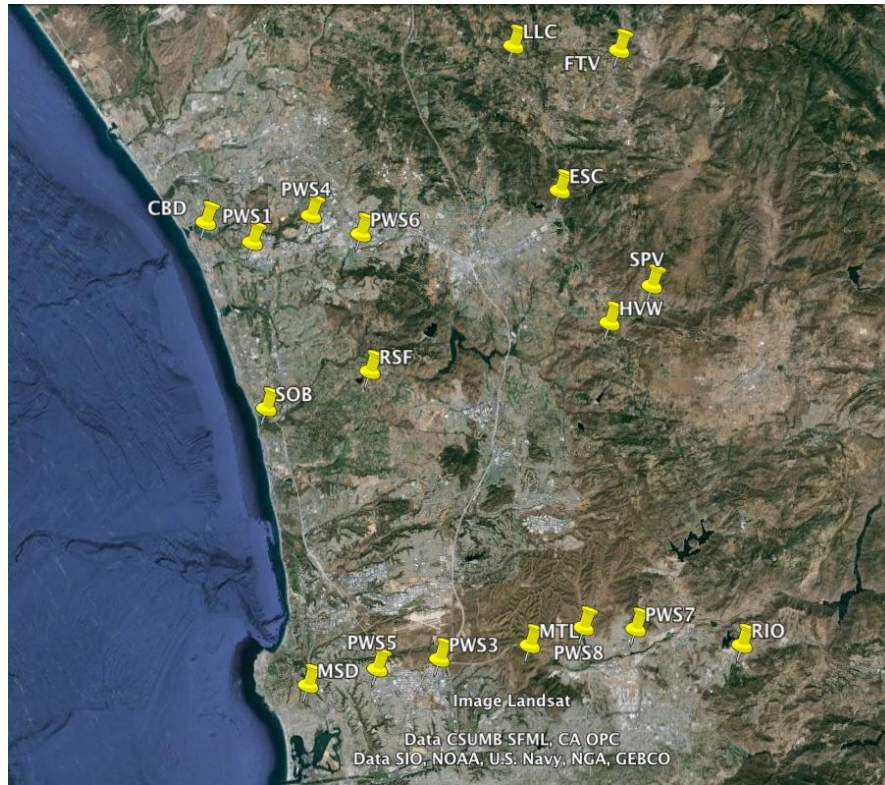 LLC
FTV
ESC
PWS4
CBD
PWS1
PWS6
SPV
HVW
RSF
SOB
PWS7
MTL
RIO
PWS8
PWS5
PWS3
MSD
Image Landsat
Data CSUMB SFML, CA OPC
Data SIO, NOAA, U.S. Navy, NGA, GEBCO